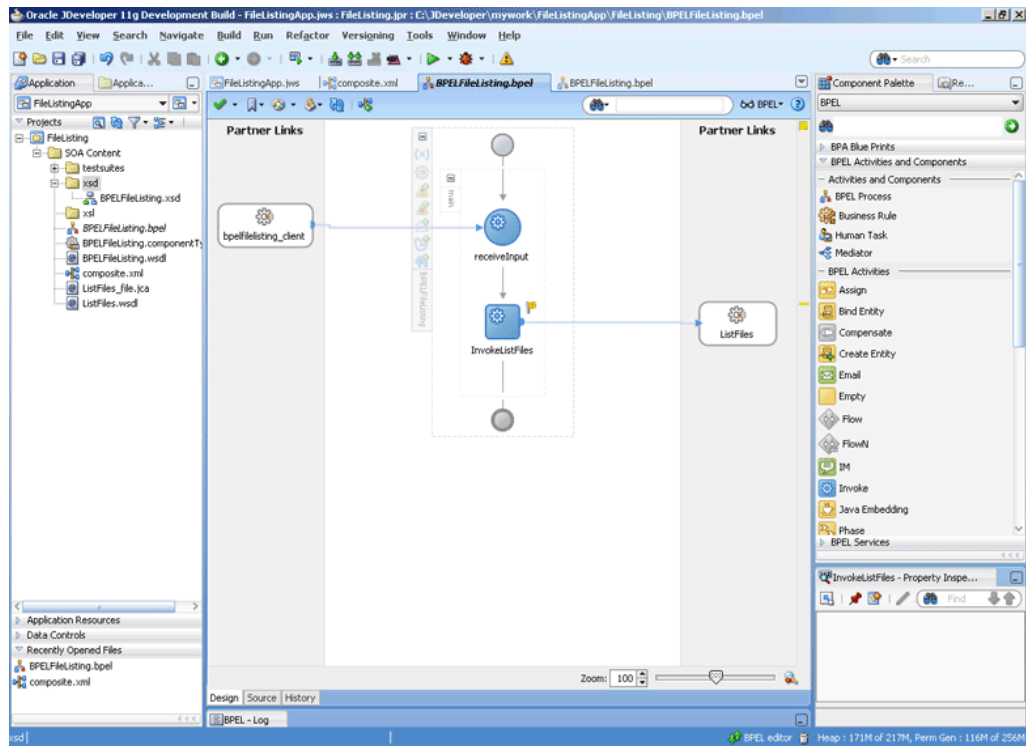 Oracle JDeveloper 11g Development Build - FileListingApp.jws : FileListing.jpr : C:\JDeveloper\mywork\FileListingApp\FileListing\BPELFileListing.bpel
File Edit View Search Navigate Build Run Refactor Versioning Tools Window Help
Search
Application Applica...
FileListingApp
Projects
FileListing
SOA Content
testsuites
xsd
BPELFileListing.xsd
xsl
BPELFileListing.bpel
BPELFileListing.componentTy
BPELFileListing.wsdl
composite.xml
ListFiles_file.jca
ListFiles.wsdl
Application Resources
Data Controls
Recently Opened Files
BPELFileListing.bpel
composite.xml
FileListingApp.jws composite.xml BPELFileListing.bpel BPELFileListing.bpel
BPEL
Partner Links
Partner Links
(x)
main
BPELFileListing
bpelfilelisting_client
receiveInput
InvokeListFiles
ListFiles
Zoom: 100
Design Source History
BPEL - Log
Component Palette Re...
BPEL
BPA Blue Prints
BPEL Activities and Components
Activities and Components
BPEL Process
Business Rule
Human Task
Mediator
BPEL Activities
Assign
Bind Entity
Compensate
Create Entity
Email
Empty
Flow
FlowN
IM
Invoke
Java Embedding
Phase
BPEL Services
InvokeListFiles - Property Inspe...
Find
xsd
BPEL editor Heap : 171M of 217M, Perm Gen : 116M of 256M